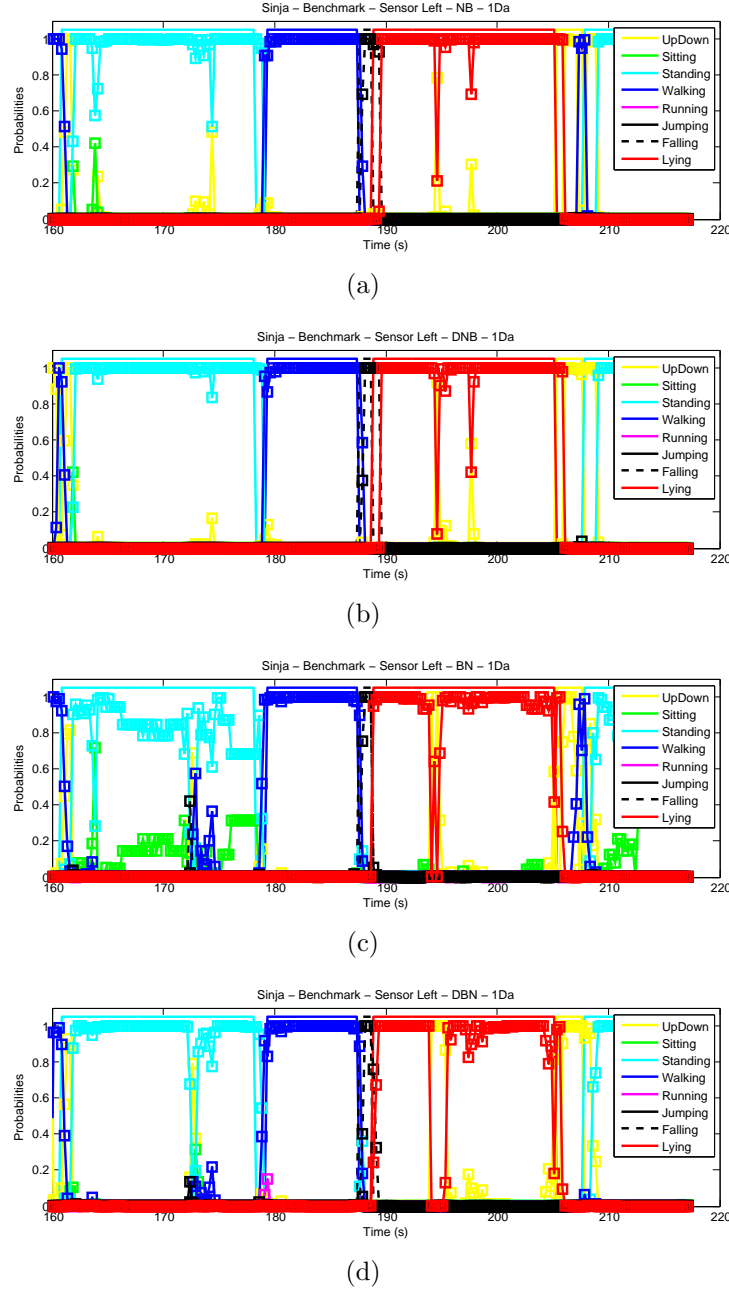 Sinja − Benchmark − Sensor Left − NB − 1Da
Probabilities
1
0.8
0.6
0.4
0.2
0
160 170 180 190 200 210 220
Time (s)
UpDown
Sitting
Standing
Walking
Running
Jumping
Falling
Lying
(a)
Sinja − Benchmark − Sensor Left − DNB − 1Da
Probabilities
1
0.8
0.6
0.4
0.2
0
160 170 180 190 200 210 220
Time (s)
UpDown
Sitting
Standing
Walking
Running
Jumping
Falling
Lying
(b)
Sinja − Benchmark − Sensor Left − BN − 1Da
Probabilities
1
0.8
0.6
0.4
0.2
0
160 170 180 190 200 210 220
Time (s)
UpDown
Sitting
Standing
Walking
Running
Jumping
Falling
Lying
(c)
Sinja − Benchmark − Sensor Left − DBN − 1Da
Probabilities
1
0.8
0.6
0.4
0.2
0
160 170 180 190 200 210 220
Time (s)
UpDown
Sitting
Standing
Walking
Running
Jumping
Falling
Lying
(d)